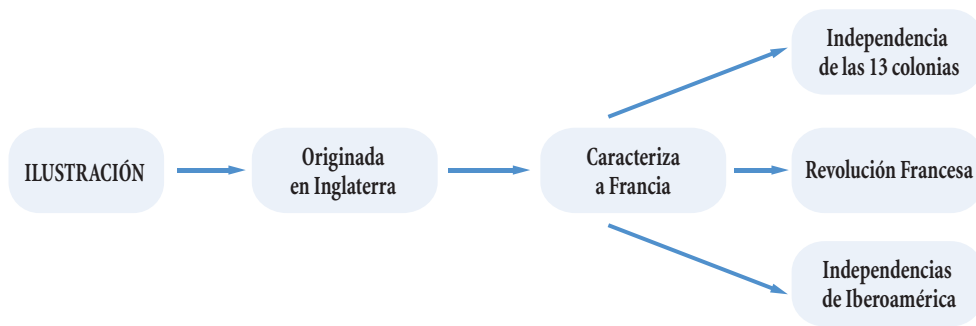 ILUSTRACIÓN
Originada
en Inglaterra
Caracteriza
a Francia
Independencia
de las 13 colonias
Revolución Francesa
Independencias
de Iberoamérica